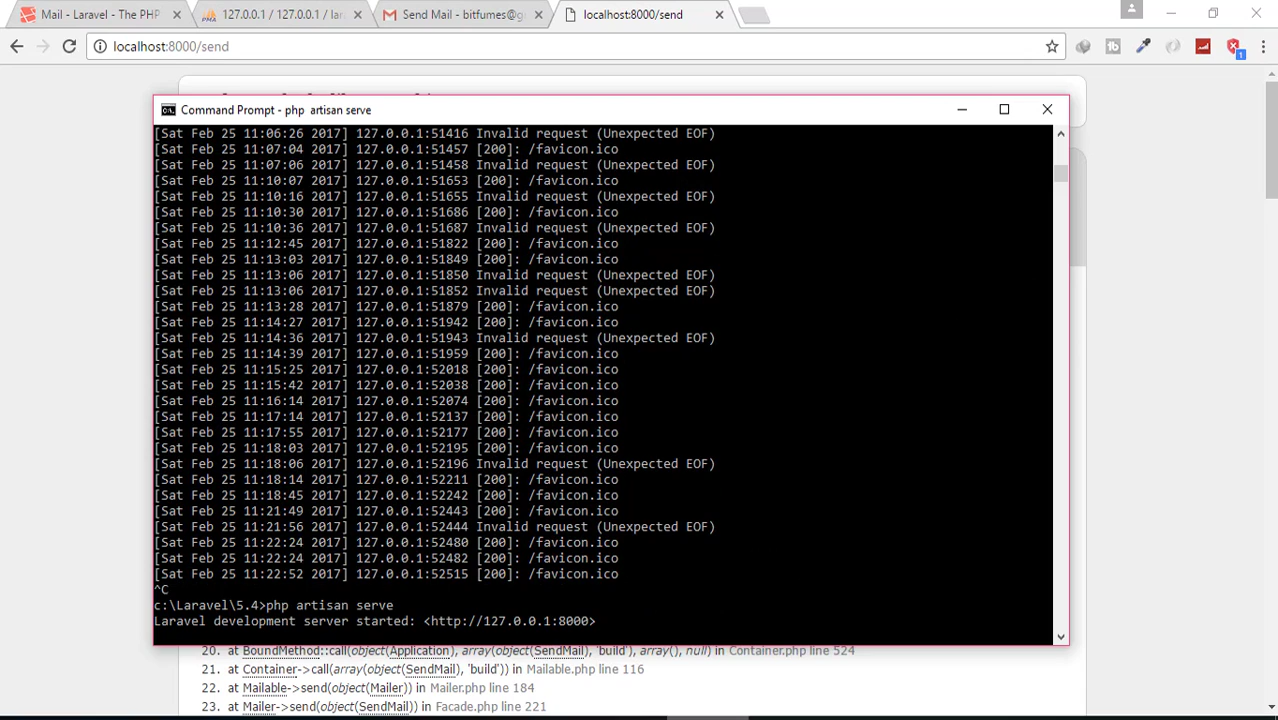 Mail - Laravel - The PHP
127.0.0.1 / 127.0.0.1 / lar
Send Mail - bitfumes@g
localhost:8000/send
localhost:8000/send
Command Prompt - php  artisan serve
[Sat Feb 25 11:06:26 2017] 127.0.0.1:51416 Invalid request (Unexpected EOF)
[Sat Feb 25 11:07:04 2017] 127.0.0.1:51457 [200]: /favicon.ico
[Sat Feb 25 11:07:06 2017] 127.0.0.1:51458 Invalid request (Unexpected EOF)
[Sat Feb 25 11:10:07 2017] 127.0.0.1:51653 [200]: /favicon.ico
[Sat Feb 25 11:10:16 2017] 127.0.0.1:51655 Invalid request (Unexpected EOF)
[Sat Feb 25 11:10:30 2017] 127.0.0.1:51686 [200]: /favicon.ico
[Sat Feb 25 11:10:36 2017] 127.0.0.1:51687 Invalid request (Unexpected EOF)
[Sat Feb 25 11:12:45 2017] 127.0.0.1:51822 [200]: /favicon.ico
[Sat Feb 25 11:13:03 2017] 127.0.0.1:51849 [200]: /favicon.ico
[Sat Feb 25 11:13:06 2017] 127.0.0.1:51850 Invalid request (Unexpected EOF)
[Sat Feb 25 11:13:06 2017] 127.0.0.1:51852 Invalid request (Unexpected EOF)
[Sat Feb 25 11:13:28 2017] 127.0.0.1:51879 [200]: /favicon.ico
[Sat Feb 25 11:14:27 2017] 127.0.0.1:51942 [200]: /favicon.ico
[Sat Feb 25 11:14:36 2017] 127.0.0.1:51943 Invalid request (Unexpected EOF)
[Sat Feb 25 11:14:39 2017] 127.0.0.1:51959 [200]: /favicon.ico
[Sat Feb 25 11:15:25 2017] 127.0.0.1:52018 [200]: /favicon.ico
[Sat Feb 25 11:15:42 2017] 127.0.0.1:52038 [200]: /favicon.ico
[Sat Feb 25 11:16:14 2017] 127.0.0.1:52074 [200]: /favicon.ico
[Sat Feb 25 11:17:14 2017] 127.0.0.1:52137 [200]: /favicon.ico
[Sat Feb 25 11:17:55 2017] 127.0.0.1:52177 [200]: /favicon.ico
[Sat Feb 25 11:18:03 2017] 127.0.0.1:52195 [200]: /favicon.ico
[Sat Feb 25 11:18:06 2017] 127.0.0.1:52196 Invalid request (Unexpected EOF)
[Sat Feb 25 11:18:14 2017] 127.0.0.1:52211 [200]: /favicon.ico
[Sat Feb 25 11:18:45 2017] 127.0.0.1:52242 [200]: /favicon.ico
[Sat Feb 25 11:21:49 2017] 127.0.0.1:52443 [200]: /favicon.ico
[Sat Feb 25 11:21:56 2017] 127.0.0.1:52444 Invalid request (Unexpected EOF)
[Sat Feb 25 11:22:24 2017] 127.0.0.1:52480 [200]: /favicon.ico
[Sat Feb 25 11:22:24 2017] 127.0.0.1:52482 [200]: /favicon.ico
[Sat Feb 25 11:22:52 2017] 127.0.0.1:52515 [200]: /favicon.ico
^C
c:\Laravel\5.4>php artisan serve
Laravel development server started: <http://127.0.0.1:8000>
20. at BoundMethod::call(object(Application), array(object(SendMail), 'build'), array(), null) in Container.php line 524
21. at Container->call(array(object(SendMail), 'build')) in Mailable.php line 116
22. at Mailable->send(object(Mailer)) in Mailer.php line 184
23. at Mailer->send(object(SendMail)) in Facade.php line 221